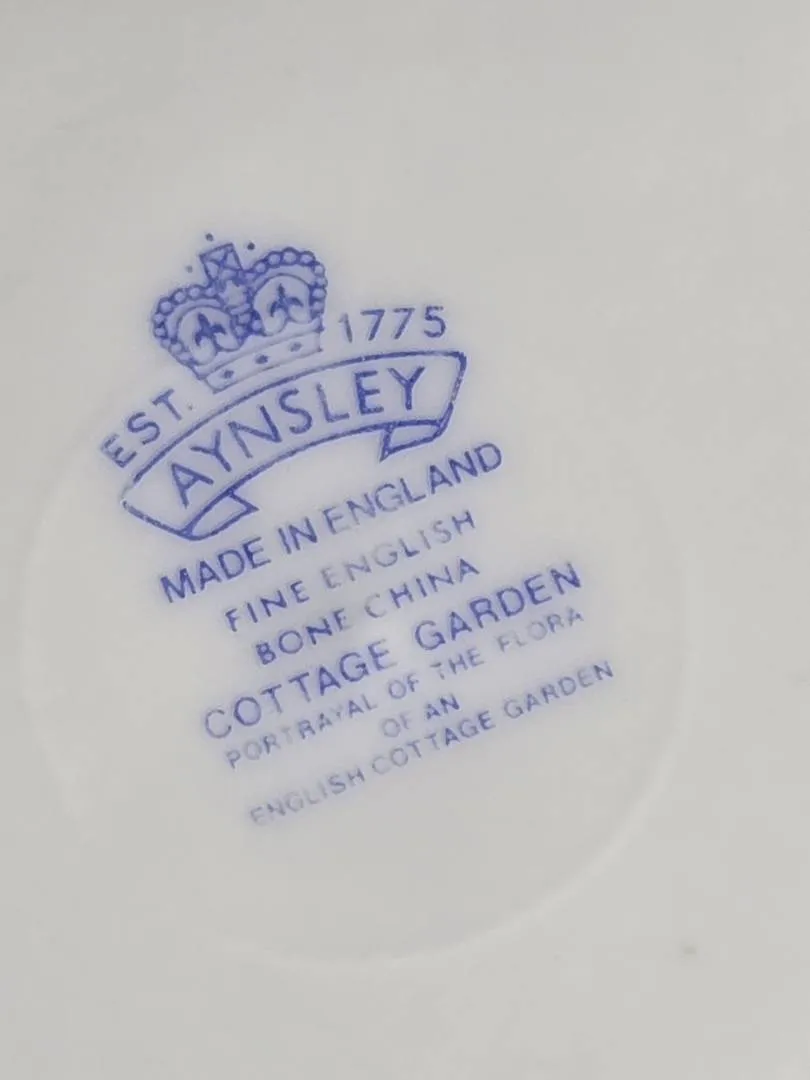 EST. 1775
AYNSLEY
MADE IN ENGLAND
FINE ENGLISH
BONE CHINA
COTTAGE GARDEN
PORTRAYAL OF THE FLORA
OF AN
ENGLISH COTTAGE GARDEN